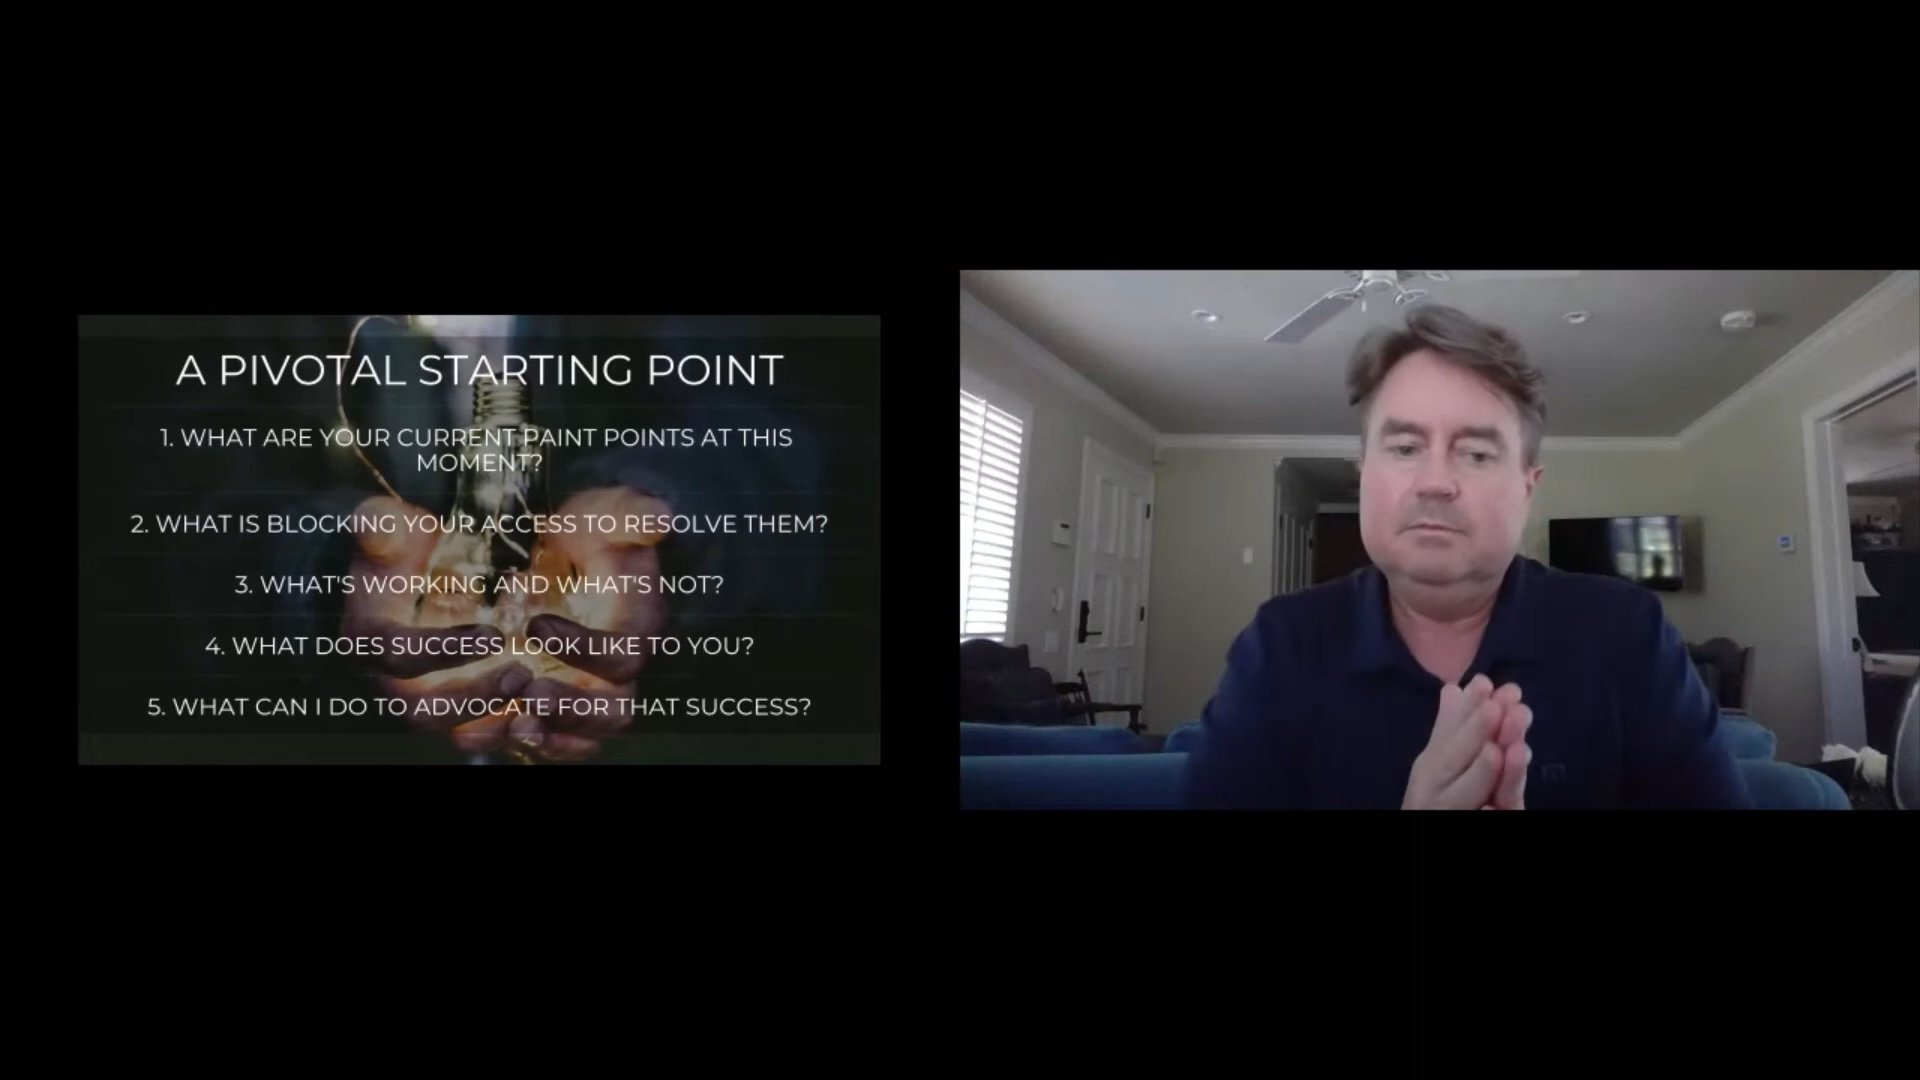 A PIVOTAL STARTING POINT
1. WHAT ARE YOUR CURRENT PAINT POINTS AT THIS
MOMENT?
2. WHAT IS BLOCKING YOUR ACCESS TO RESOLVE THEM?
3. WHAT'S WORKING AND WHAT'S NOT?
4. WHAT DOES SUCCESS LOOK LIKE TO YOU?
5. WHAT CAN I DO TO ADVOCATE FOR THAT SUCCESS?